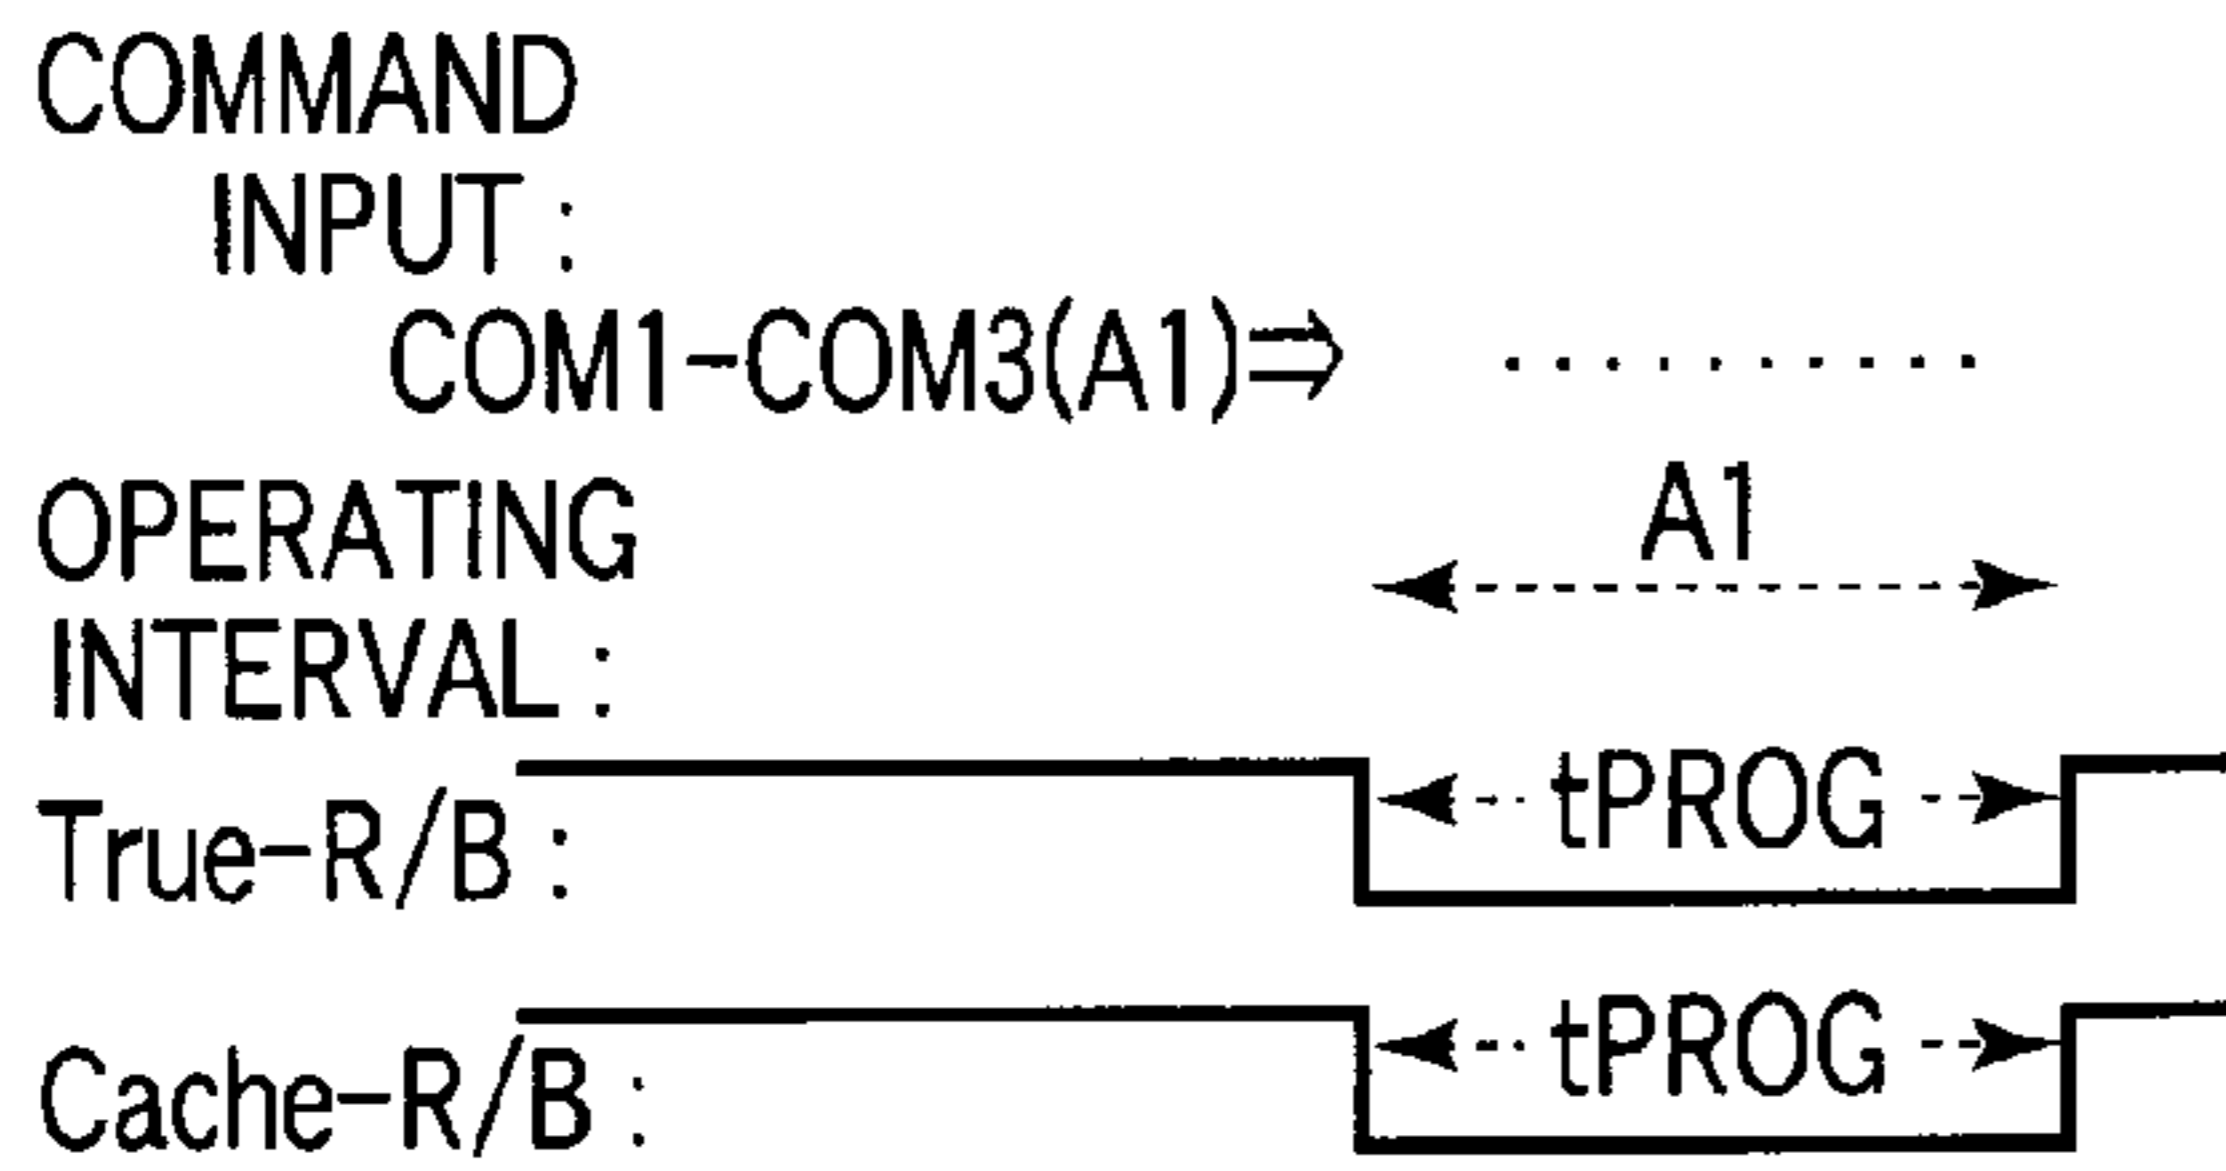 COMMAND
INPUT :
COM1-COM3(A1)⇒ ..........
A1
OPERATING
INTERVAL :
tPROG
True-R/B :
tPROG
Cache-R/B :